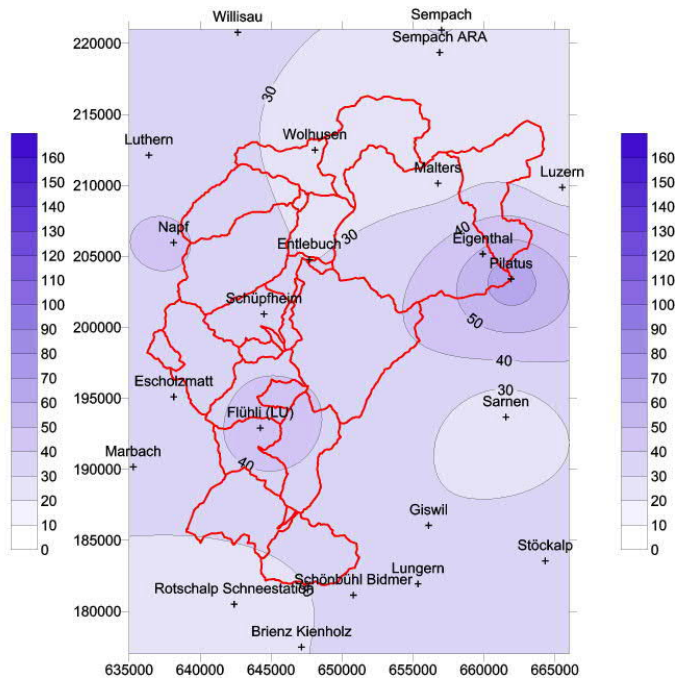 Willisau
Sempach
220000
Sempach ARA
30
215000
Wolhusen
Luthern
Malters
Luzern
210000
Napf
40
30
Eigenthal
Entlebuch
205000
Pilatus
Schüpfheim
50
200000
40
Escholzmatt
30
195000
Sarnen
Flühli (LU)
Marbach
40
190000
Giswil
185000
Stöckalp
Lungern
Schönbühl Bidmer
Rotschalp Schneestation
180000
Brienz Kienholz
635000 640000 645000 650000 655000 660000 665000
160
150
140
130
120
110
100
90
80
70
60
50
40
30
20
10
0
160
150
140
130
120
110
100
90
80
70
60
50
40
30
20
10
0